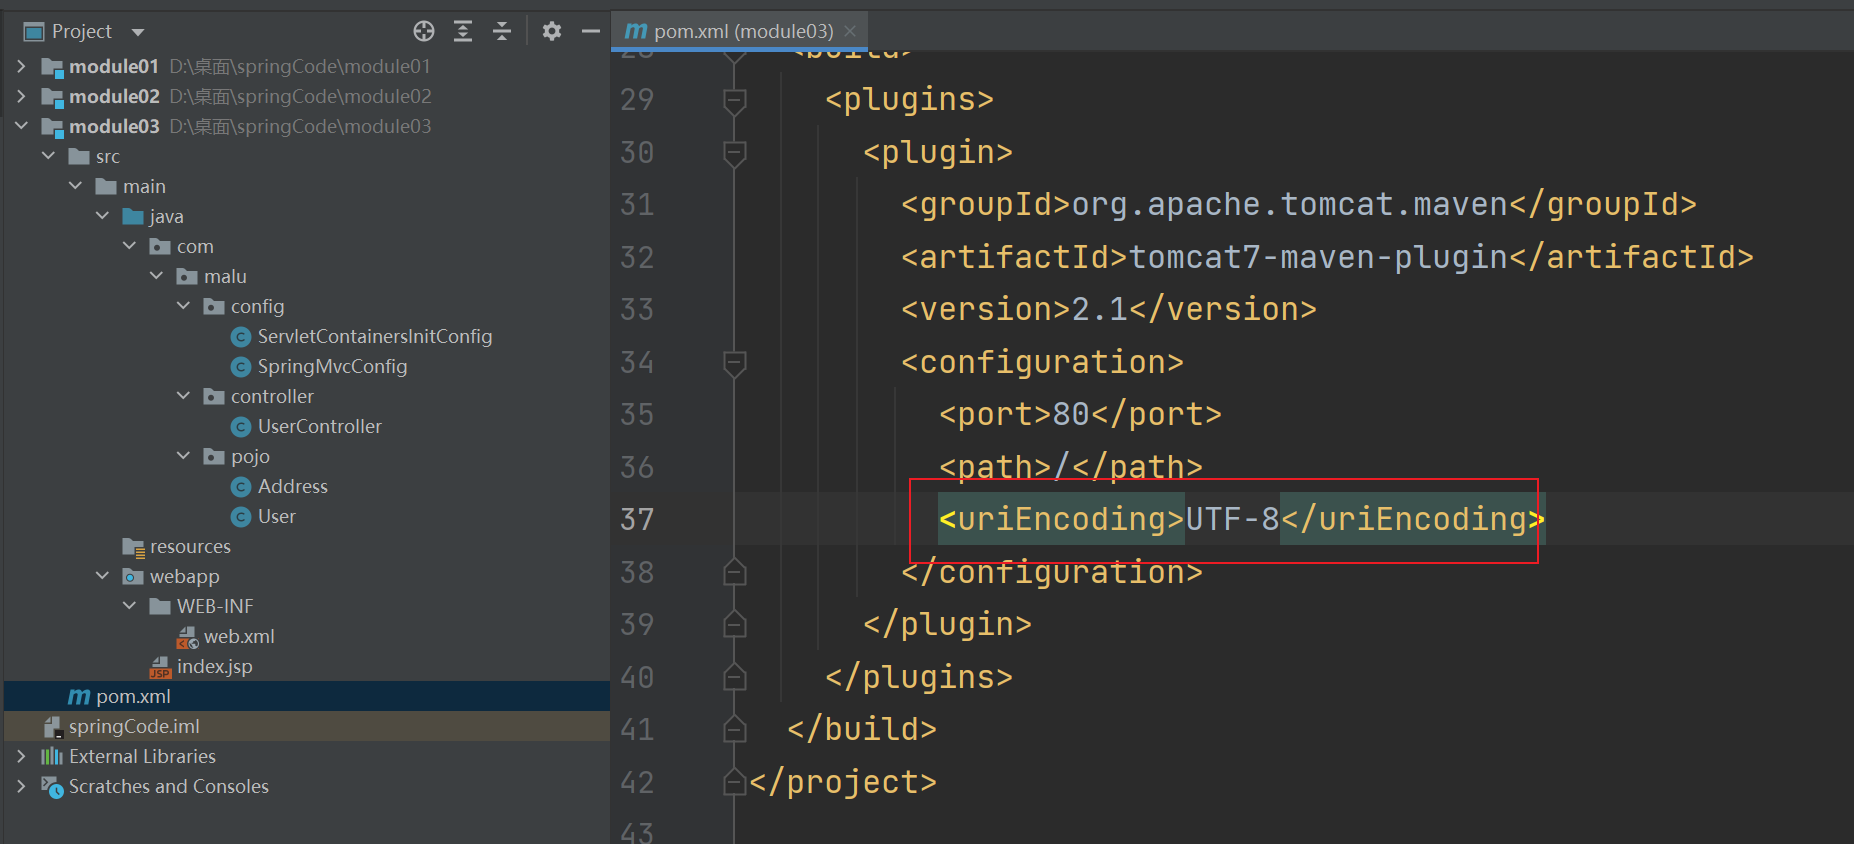 Project
module01 D:\桌面\springCode\module01
module02 D:\桌面\springCode\module02
module03 D:\桌面\springCode\module03
src
main
java
com
malu
config
ServletContainersInitConfig
SpringMvcConfig
controller
UserController
pojo
Address
User
resources
webapp
WEB-INF
web.xml
index.jsp
pom.xml
springCode.iml
External Libraries
Scratches and Consoles
pom.xml (module03)
28 <build>
29 <plugins>
30 <plugin>
31 <groupId>org.apache.tomcat.maven</groupId>
32 <artifactId>tomcat7-maven-plugin</artifactId>
33 <version>2.1</version>
34 <configuration>
35 <port>80</port>
36 <path>/</path>
37 <uriEncoding>UTF-8</uriEncoding>
38 </configuration>
39 </plugin>
40 </plugins>
41 </build>
42 </project>
43